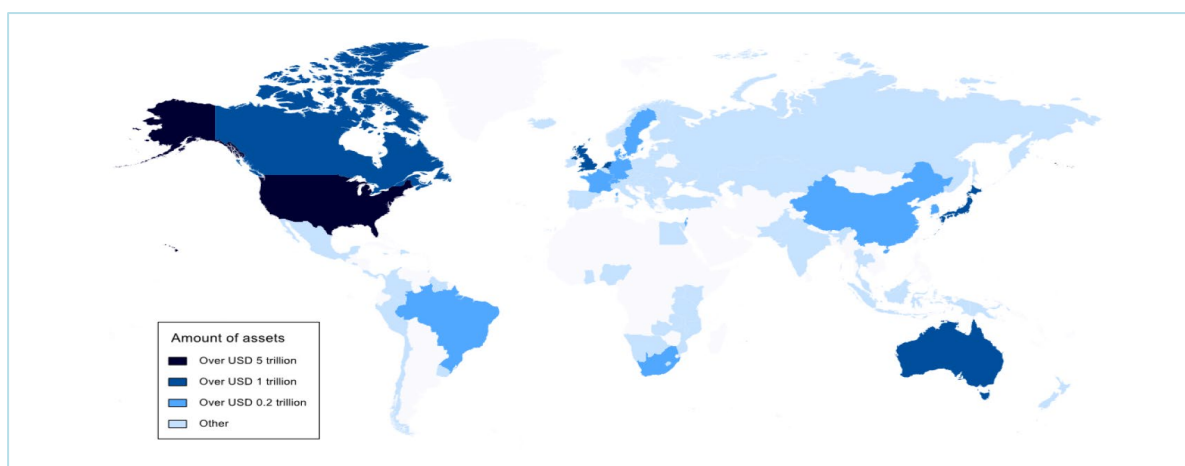 Amount of assets
Over USD 5 trillion
Over USD 1 trillion
Over USD 0.2 trillion
Other